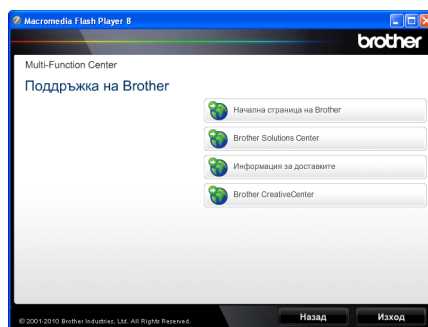 Macromedia Flash Player 8
brother
Multi-Function Center
Поддръжка на Brother
Начална страница на Brother
Brother Solutions Center
Информация за доставките
Brother CreativeCenter
© 2001-2010 Brother Industries, Ltd. All Rights Reserved.
Назад
Изход